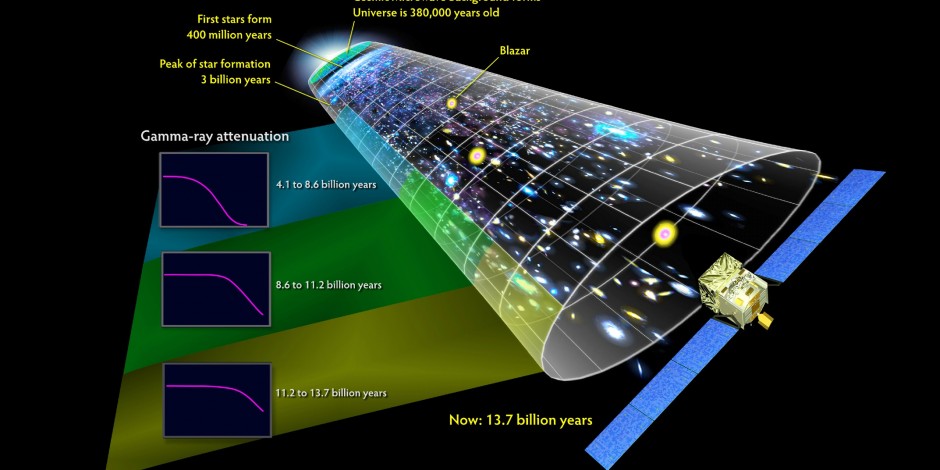 Universe is 380,000 years old
First stars form
400 million years
Blazar
Peak of star formation
3 billion years
Gamma-ray attenuation
4.1 to 8.6 billion years
8.6 to 11.2 billion years
11.2 to 13.7 billion years
Now: 13.7 billion years